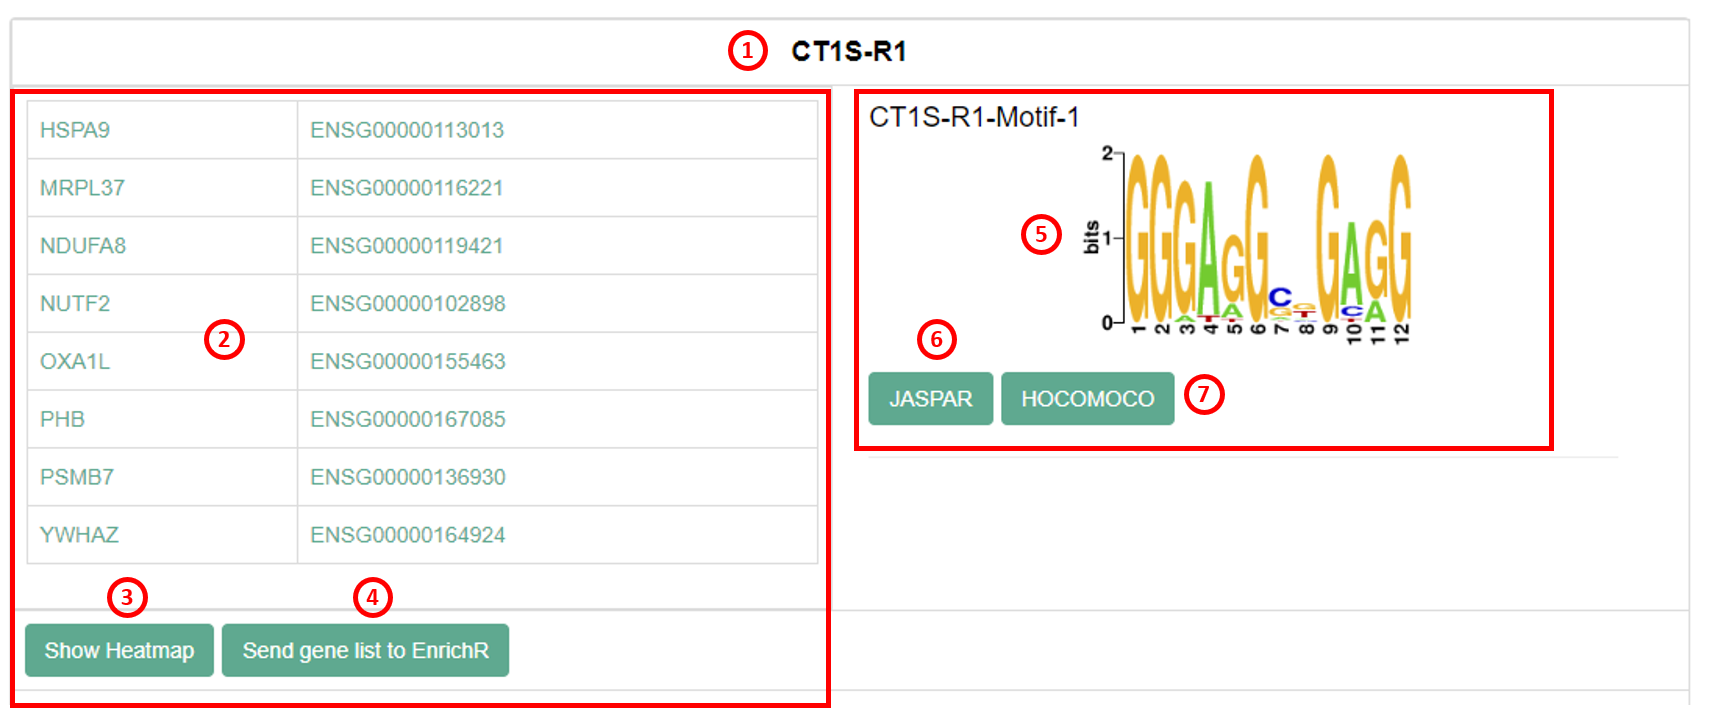 1 CT1S-R1
HSPA9 ENSG00000113013
MRPL37 ENSG00000116221
NDUFA8 ENSG00000119421
NUTF2 ENSG00000102898
2
OXA1L ENSG00000155463
PHB ENSG00000167085
PSMB7 ENSG00000136930
YWHAZ ENSG00000164924
3 4
Show Heatmap Send gene list to EnrichR
CT1S-R1-Motif-1
2
5 bits 1
0
GGGAGGCGGAGG
ATAGTCA
1 2 3 4 5 6 7 8 9 10 11 12
6
JASPAR HOCOMOCO 7